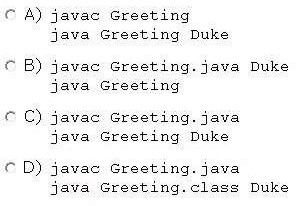 A) javac Greeting
java Greeting Duke
B) javac Greeting.java Duke
java Greeting
C) javac Greeting.java
java Greeting Duke
D) javac Greeting.java
java Greeting.class Duke